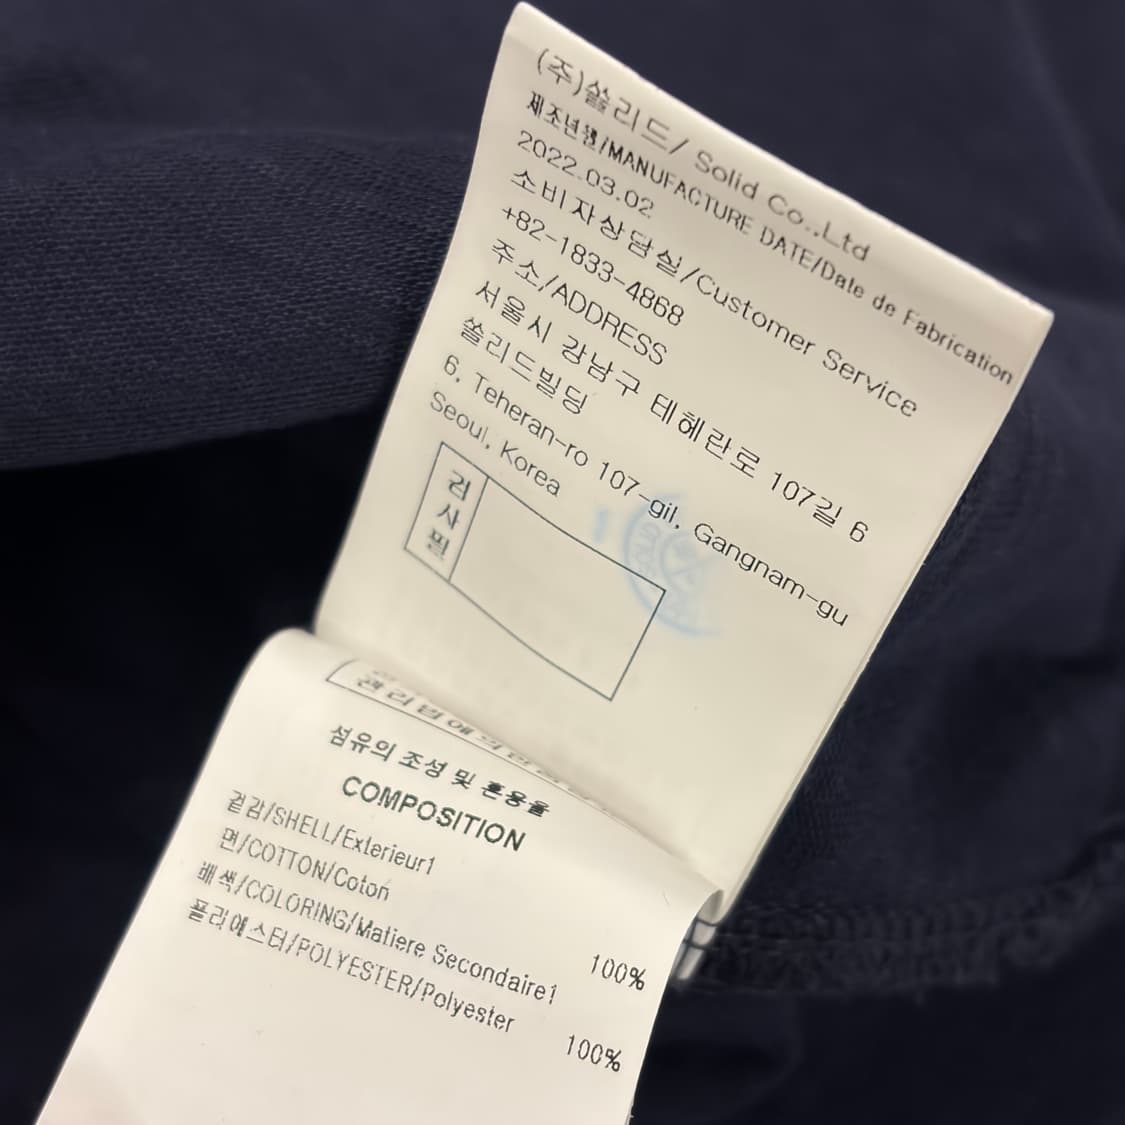 (주)쏠리드/ Solid Co.,Ltd
제조년월/MANUFACTURE DATE/Date de Fabrication
2022.03.02
소비자상담실/Customer Service
+82-1833-4868
주소/ADDRESS
서울시 강남구 테헤란로 107길 6
쏠리드빌딩
6, Teheran-ro 107-gil, Gangnam-gu
Seoul, Korea
검사필
섬유의 조성 및 혼용율
COMPOSITION
겉감/SHELL/Exterieur1
면/COTTON/Coton 100%
배색/COLORING/Matiere Secondaire1
폴리에스터/POLYESTER/Polyester 100%